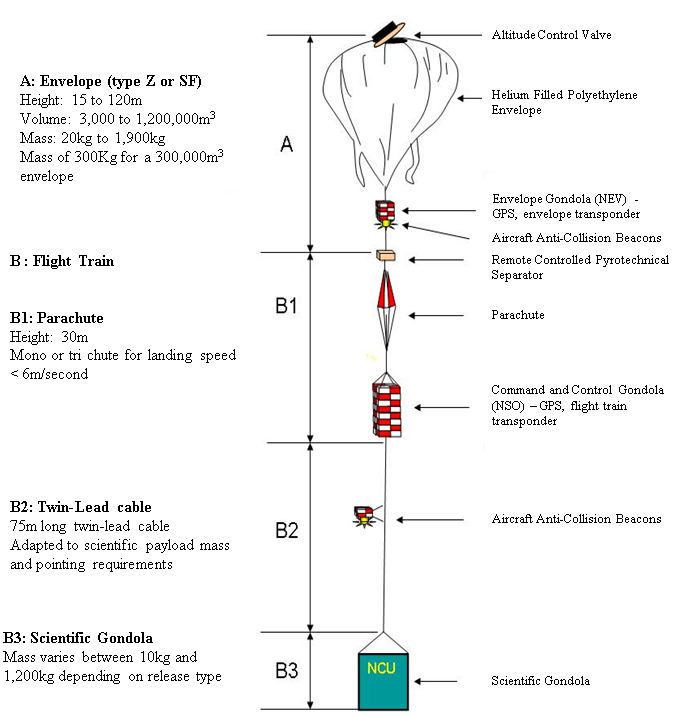 A: Envelope (type Z or SF)
Height: 15 to 120m
Volume: 3,000 to 1,200,000m³
Mass: 20kg to 1,900kg
Mass of 300Kg for a 300,000m³
envelope
B : Flight Train
B1: Parachute
Height: 30m
Mono or tri chute for landing speed
< 6m/second
B2: Twin-Lead cable
75m long twin-lead cable
Adapted to scientific payload mass
and pointing requirements
B3: Scientific Gondola
Mass varies between 10kg and
1,200kg depending on release type
A
B1
B2
B3
NCU
Altitude Control Valve
Helium Filled Polyethylene
Envelope
Envelope Gondola (NEV) -
GPS, envelope transponder
Aircraft Anti-Collision Beacons
Remote Controlled Pyrotechnical
Separator
Parachute
Command and Control Gondola
(NSO) – GPS, flight train
transponder
Aircraft Anti-Collision Beacons
Scientific Gondola